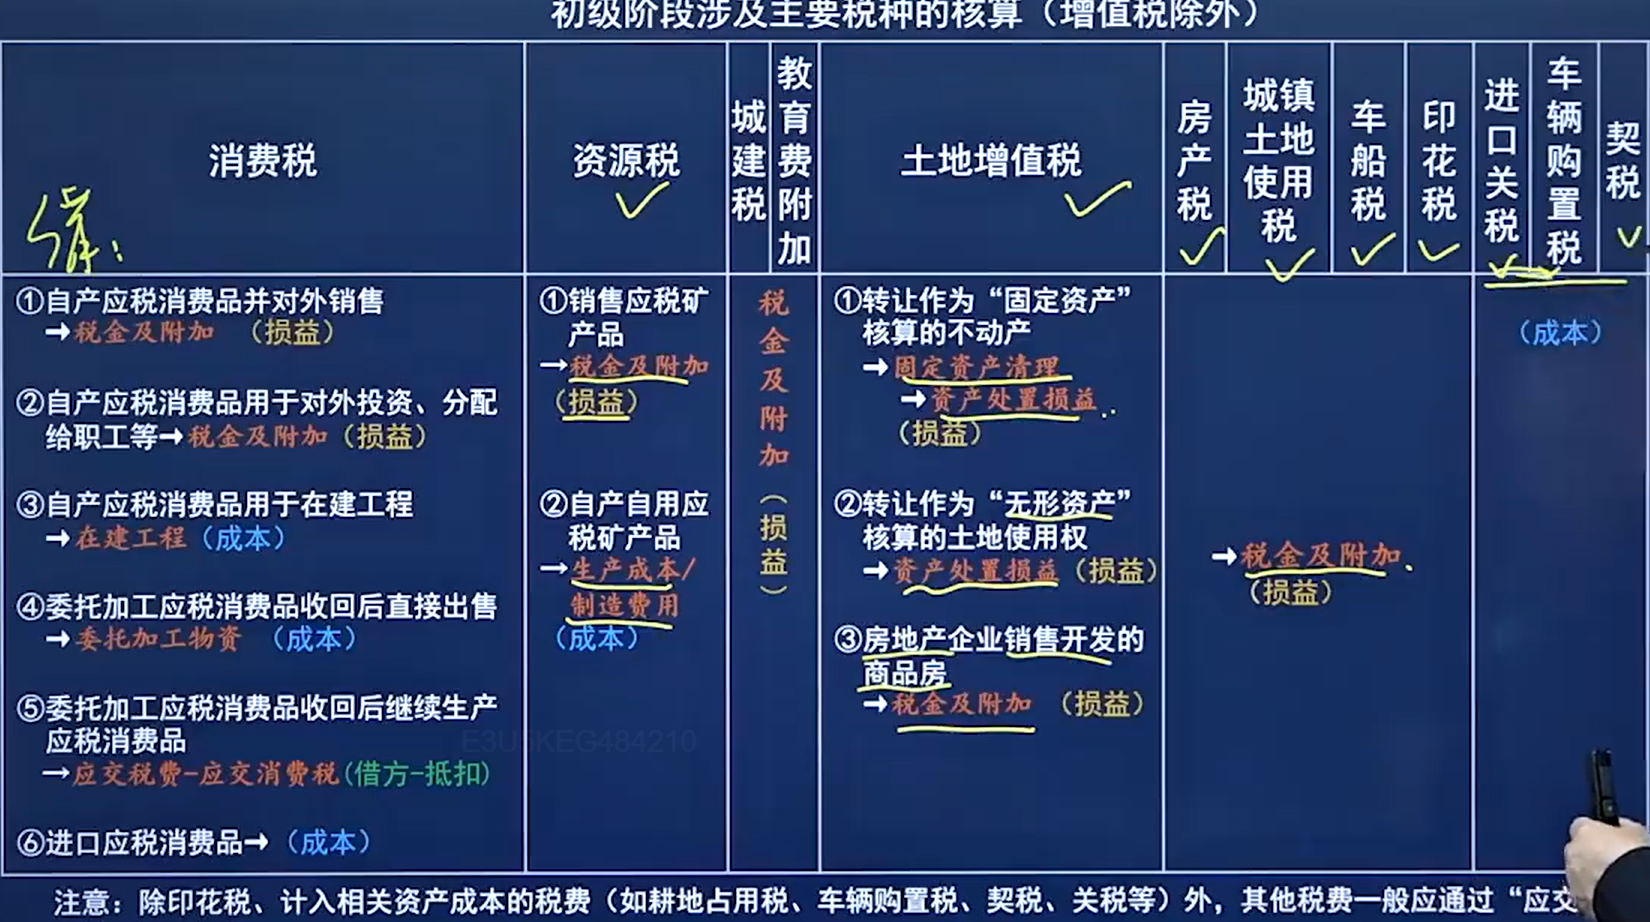 初级阶段涉及主要税种的核算（增值税除外）
消费税
资源税
城建税
教育费附加
土地增值税
房产税
城镇土地使用税
车船税
印花税
进口关税
车辆购置税
契税
①自产应税消费品并对外销售
→税金及附加 （损益）
②自产应税消费品用于对外投资、分配
给职工等→税金及附加（损益）
③自产应税消费品用于在建工程
→在建工程（成本）
④委托加工应税消费品收回后直接出售
→委托加工物资 （成本）
⑤委托加工应税消费品收回后继续生产
应税消费品
→应交税费-应交消费税(借方-抵扣)
⑥进口应税消费品→（成本）
①销售应税矿
产品
→税金及附加
（损益）
②自产自用应
税矿产品
→生产成本/
制造费用
（成本）
税金及附加（损益）
①转让作为“固定资产”
核算的不动产
→固定资产清理
→资产处置损益
（损益）
②转让作为“无形资产”
核算的土地使用权
→资产处置损益（损益）
③房地产企业销售开发的
商品房
→税金及附加 （损益）
→税金及附加
（损益）
（成本）
E3U5KEG484210
注意：除印花税、计入相关资产成本的税费（如耕地占用税、车辆购置税、契税、关税等）外，其他税费一般应通过“应交